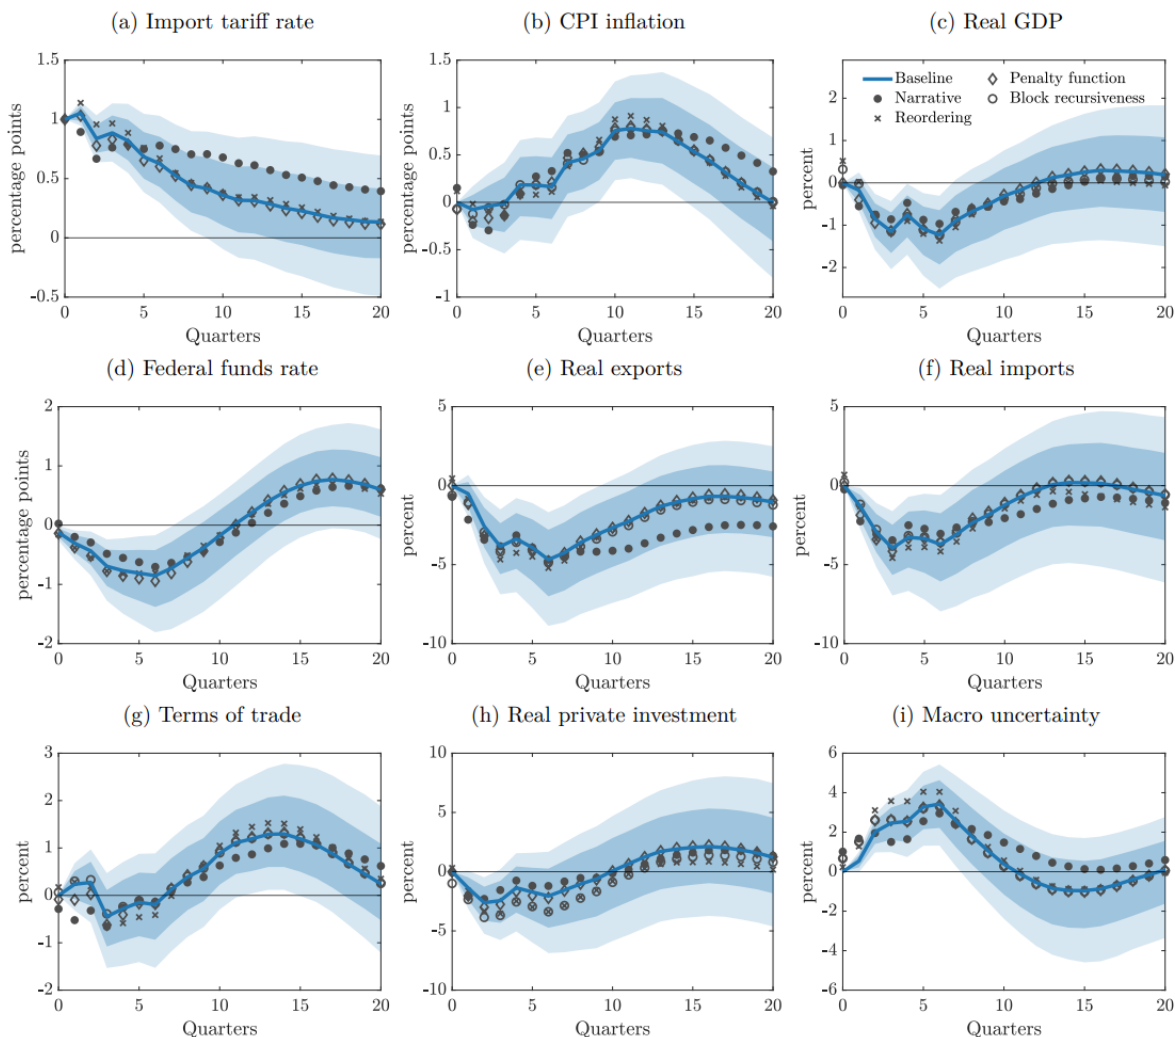 (a) Import tariff rate
(b) CPI inflation
(c) Real GDP
percentage points
1.5
1
0.5
0
-0.5
0 5 10 15 20
Quarters
percentage points
1.5
1
0.5
0
-0.5
-1
0 5 10 15 20
Quarters
percent
2
1
0
-1
-2
0 5 10 15 20
Quarters
Baseline
Narrative
Reordering
Penalty function
Block recursiveness
(d) Federal funds rate
(e) Real exports
(f) Real imports
percentage points
2
1
0
-1
-2
0 5 10 15 20
Quarters
percent
5
0
-5
-10
0 5 10 15 20
Quarters
percent
5
0
-5
-10
0 5 10 15 20
Quarters
(g) Terms of trade
(h) Real private investment
(i) Macro uncertainty
percent
3
2
1
0
-1
-2
0 5 10 15 20
Quarters
percent
10
5
0
-5
-10
0 5 10 15 20
Quarters
percent
6
4
2
0
-2
-4
-6
0 5 10 15 20
Quarters